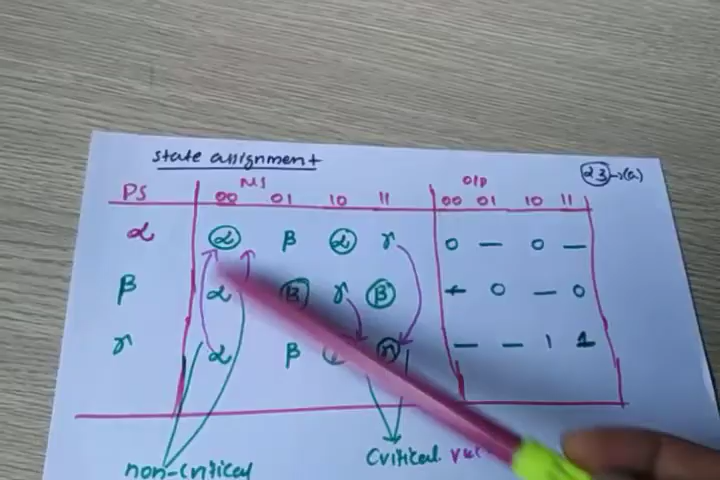 state assignment
23→(a)
PS NS O/P
00 01 10 11 00 01 10 11
α α β α γ 0 — 0 —
β α β γ β — 0 — 0
γ α β — — 1 1
non-critical Critical